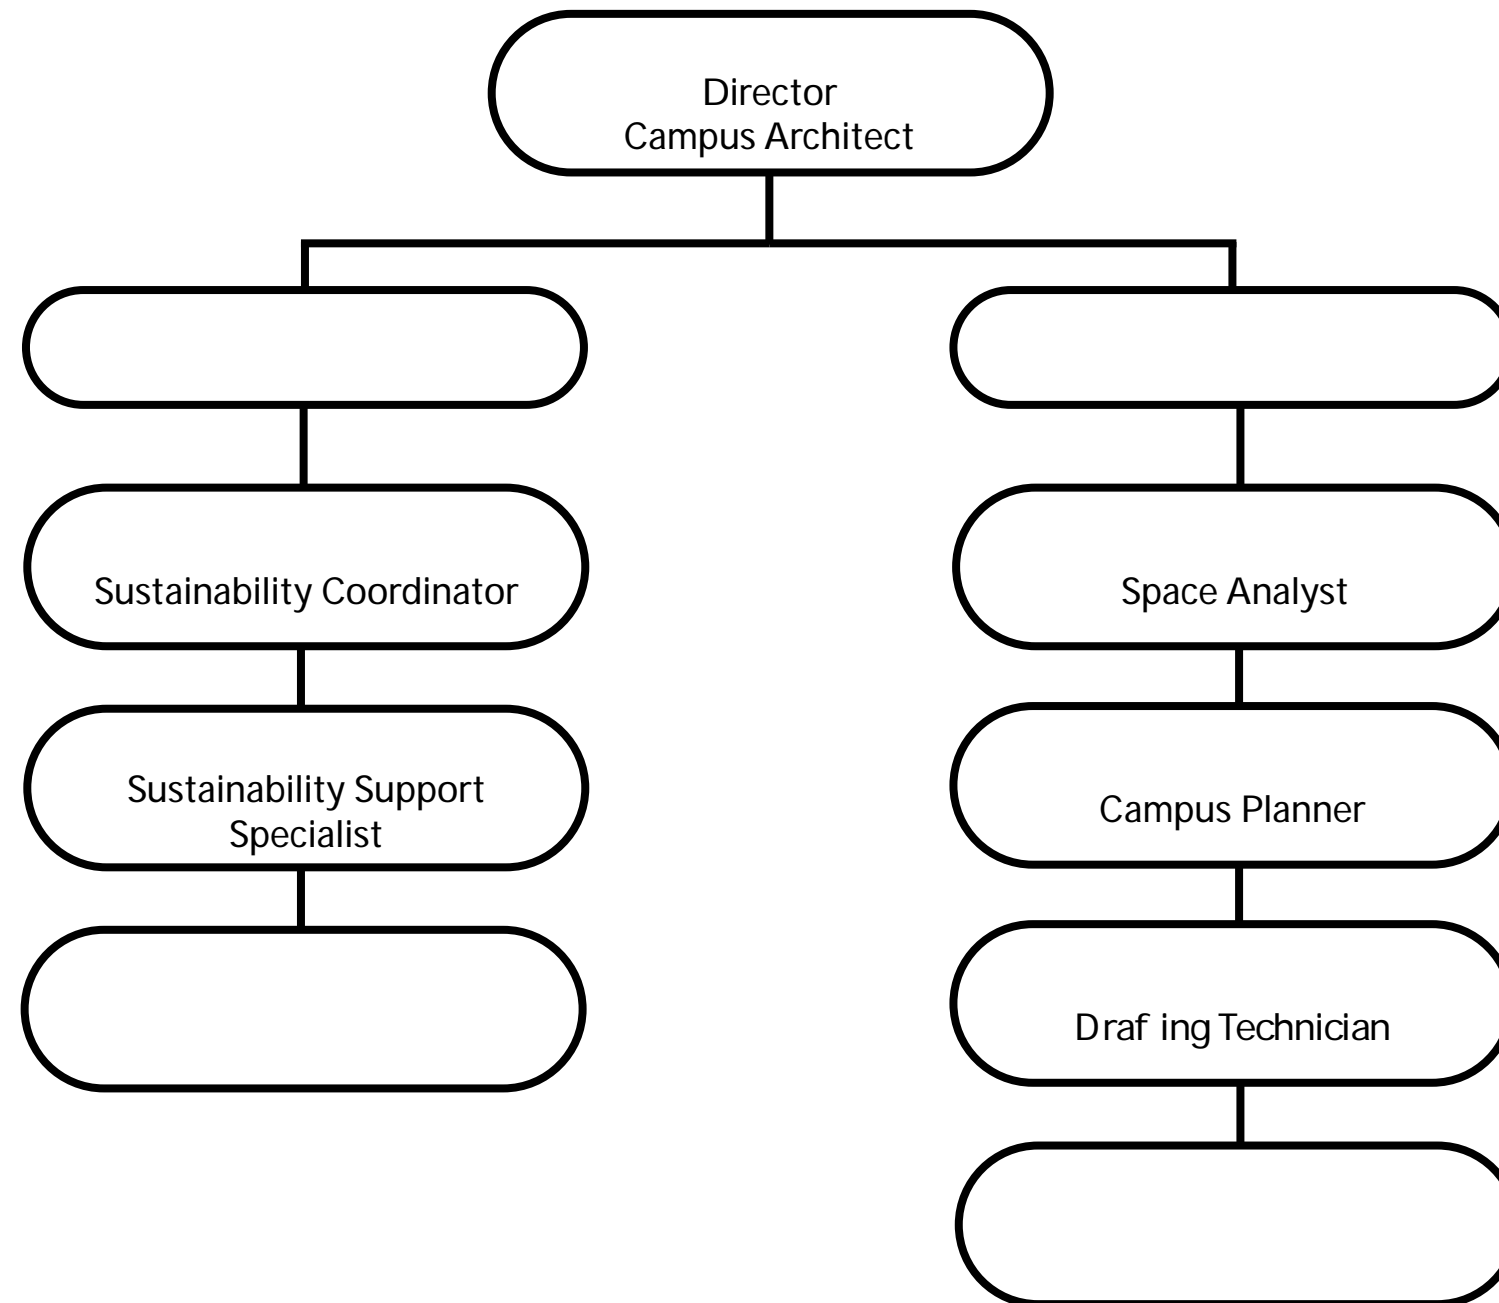 Director
Campus Architect
Sustainability Coordinator
Space Analyst
Sustainability Support
Specialist
Campus Planner
Draf ing Technician